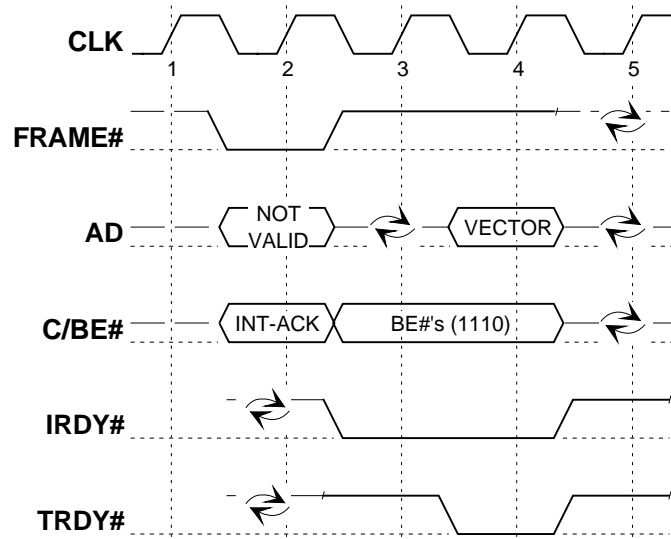 CLK
1 2 3 4 5
FRAME#
AD
NOT
VALID
VECTOR
C/BE#
INT-ACK
BE#'s (1110)
IRDY#
TRDY#